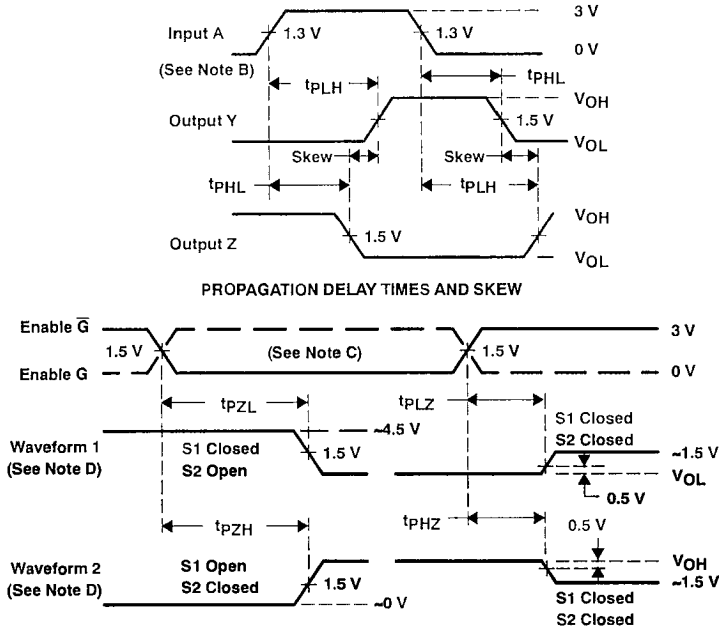 3 V
Input A
1.3 V
1.3 V
0 V
(See Note B)
tPLH
tPHL
VOH
Output Y
1.5 V
VOL
Skew
Skew
tPHL
tPLH
VOH
1.5 V
Output Z
VOL
PROPAGATION DELAY TIMES AND SKEW
Enable G̅
3 V
1.5 V
(See Note C)
1.5 V
Enable G
0 V
tPZL
tPLZ
S1 Closed
S2 Closed
~4.5 V
Waveform 1
(See Note D)
S1 Closed
S2 Open
1.5 V
~1.5 V
VOL
0.5 V
tPZH
tPHZ
0.5 V
Waveform 2
(See Note D)
S1 Open
S2 Closed
1.5 V
VOH
~1.5 V
~0 V
S1 Closed
S2 Closed